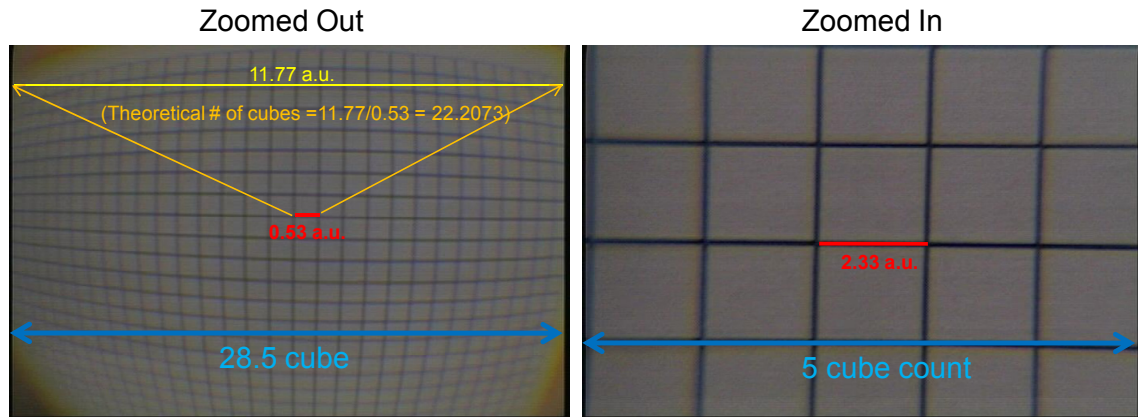 Zoomed Out
Zoomed In
11.77 a.u.
(Theoretical # of cubes =11.77/0.53 = 22.2073)
0.53 a.u.
2.33 a.u.
28.5 cube
5 cube count